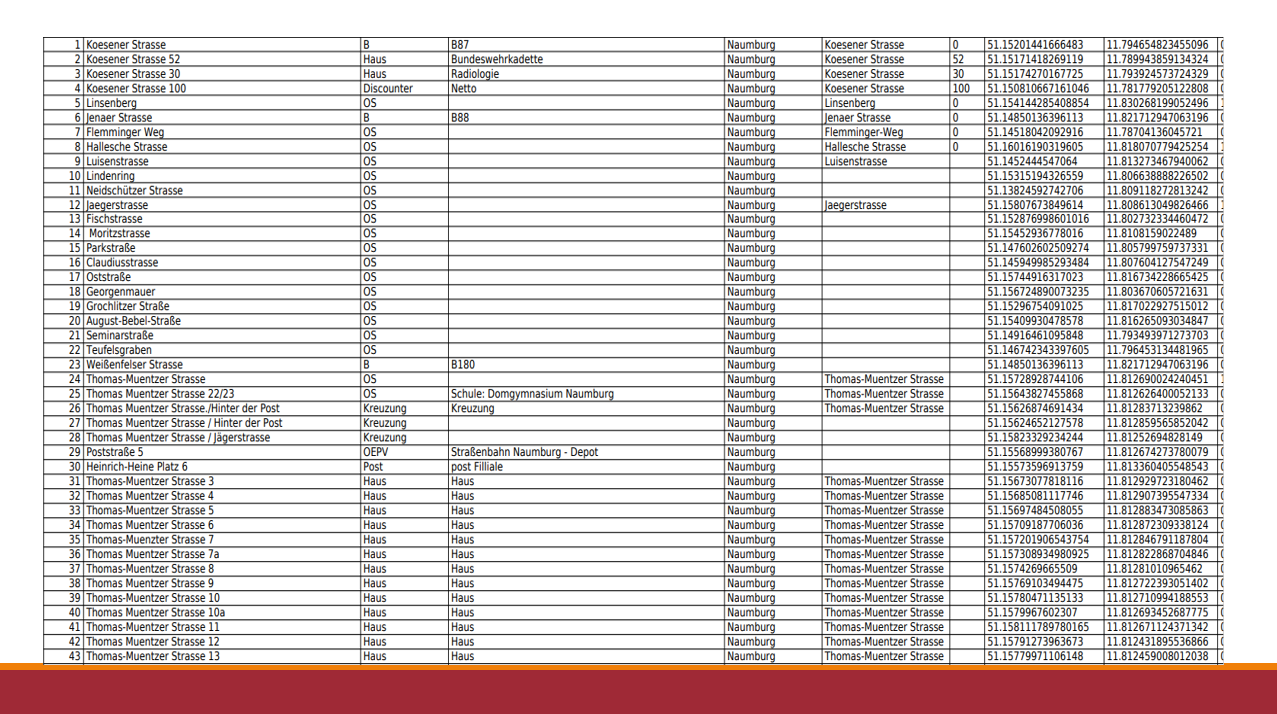 1 Koesener Strasse B B87 Naumburg Koesener Strasse 0 51.15201441666483 11.794654823455096
2 Koesener Strasse 52 Haus Bundeswehrkadette Naumburg Koesener Strasse 52 51.15171418269119 11.789943859134324
3 Koesener Strasse 30 Haus Radiologie Naumburg Koesener Strasse 30 51.15174270167725 11.793924573724329
4 Koesener Strasse 100 Discounter Netto Naumburg Koesener Strasse 100 51.150810667161046 11.781779205122808
5 Linsenberg OS Naumburg Linsenberg 0 51.154144285408854 11.830268199052496
6 Jenaer Strasse B B88 Naumburg Jenaer Strasse 0 51.14850136396113 11.821712947063196
7 Flemminger Weg OS Naumburg Flemminger-Weg 0 51.14518042092916 11.78704136045721
8 Hallesche Strasse OS Naumburg Hallesche Strasse 0 51.16016190319605 11.818070779425254
9 Luisenstrasse OS Naumburg Luisenstrasse 51.1452444547064 11.813273467940062
10 Lindenring OS Naumburg 51.15315194326559 11.806638888226502
11 Neidschützer Strasse OS Naumburg 51.13824592742706 11.809118272813242
12 Jaegerstrasse OS Naumburg Jaegerstrasse 51.15807673849614 11.808613049826466
13 Fischstrasse OS Naumburg 51.152876998601016 11.802732334460472
14 Moritzstrasse OS Naumburg 51.15452936778016 11.8108159022489
15 Parkstraße OS Naumburg 51.147602602509274 11.805799759737331
16 Claudiusstrasse OS Naumburg 51.145949985293484 11.807604127547249
17 Oststraße OS Naumburg 51.15744916317023 11.816734228665425
18 Georgenmauer OS Naumburg 51.156724890073235 11.803670605721631
19 Grochlitzer Straße OS Naumburg 51.15296754091025 11.817022927515012
20 August-Bebel-Straße OS Naumburg 51.15409930478578 11.816265093034847
21 Seminarstraße OS Naumburg 51.14916461095848 11.793493971273703
22 Teufelsgraben OS Naumburg 51.146742343397605 11.796453134481965
23 Weißenfelser Strasse B B180 Naumburg 51.14850136396113 11.821712947063196
24 Thomas-Muentzer Strasse OS Naumburg Thomas-Muentzer Strasse 51.15728928744106 11.812690024240451
25 Thomas Muentzer Strasse 22/23 OS Schule: Domgymnasium Naumburg Naumburg Thomas-Muentzer Strasse 51.15643827455868 11.812626400052133
26 Thomas Muentzer Strasse./Hinter der Post Kreuzung Kreuzung Naumburg Thomas-Muentzer Strasse 51.15626874691434 11.81283713239862
27 Thomas Muentzer Strasse / Hinter der Post Kreuzung Naumburg 51.15624652127578 11.812859565852042
28 Thomas Muentzer Strasse / Jägerstrasse Kreuzung Naumburg 51.15823329234244 11.81252694828149
29 Poststraße 5 OEPV Straßenbahn Naumburg - Depot Naumburg 51.15568999380767 11.812674273780079
30 Heinrich-Heine Platz 6 Post post Filliale Naumburg 51.15573596913759 11.813360405548543
31 Thomas-Muentzer Strasse 3 Haus Haus Naumburg Thomas-Muentzer Strasse 51.15673077818116 11.812929723180462
32 Thomas Muentzer Strasse 4 Haus Haus Naumburg Thomas-Muentzer Strasse 51.15685081117746 11.812907395547334
33 Thomas Muentzer Strasse 5 Haus Haus Naumburg Thomas-Muentzer Strasse 51.15697484508055 11.812883473085863
34 Thomas Muentzer Strasse 6 Haus Haus Naumburg Thomas-Muentzer Strasse 51.15709187706036 11.812872309338124
35 Thomas-Muenzter Strasse 7 Haus Haus Naumburg Thomas-Muentzer Strasse 51.157201906543754 11.812846791187804
36 Thomas Muentzer Strasse 7a Haus Haus Naumburg Thomas-Muentzer Strasse 51.157308934980925 11.812822868704846
37 Thomas-Muentzer Strasse 8 Haus Haus Naumburg Thomas-Muentzer Strasse 51.1574269665509 11.81281010965462
38 Thomas Muentzer Strasse 9 Haus Haus Naumburg Thomas-Muentzer Strasse 51.15769103494475 11.812722393051402
39 Thomas-Muentzer Strasse 10 Haus Haus Naumburg Thomas-Muentzer Strasse 51.15780471135133 11.812710994188553
40 Thomas Muentzer Strasse 10a Haus Haus Naumburg Thomas-Muentzer Strasse 51.1579967602307 11.812693452687775
41 Thomas-Muentzer Strasse 11 Haus Haus Naumburg Thomas-Muentzer Strasse 51.158111789780165 11.812671124371342
42 Thomas Muentzer Strasse 12 Haus Haus Naumburg Thomas-Muentzer Strasse 51.15791273963673 11.812431895536866
43 Thomas-Muentzer Strasse 13 Haus Haus Naumburg Thomas-Muentzer Strasse 51.15779971106148 11.812459008012038